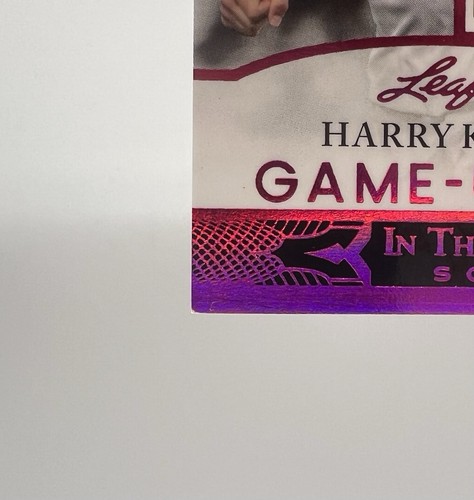 Leaf
HARRY K
GAME-
IN TH
S